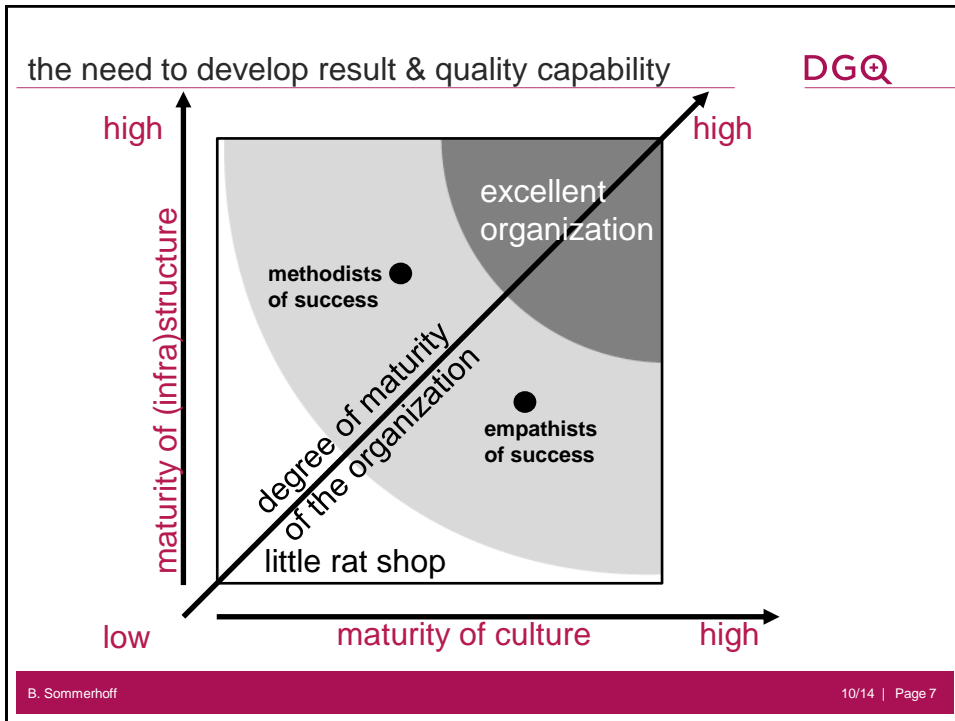 the need to develop result & quality capability
DGQ
high
high
maturity of (infra)structure
excellent
organization
methodists
of success
degree of maturity
of the organization
empathists
of success
little rat shop
low
maturity of culture
high
B. Sommerhoff
10/14 | Page 7